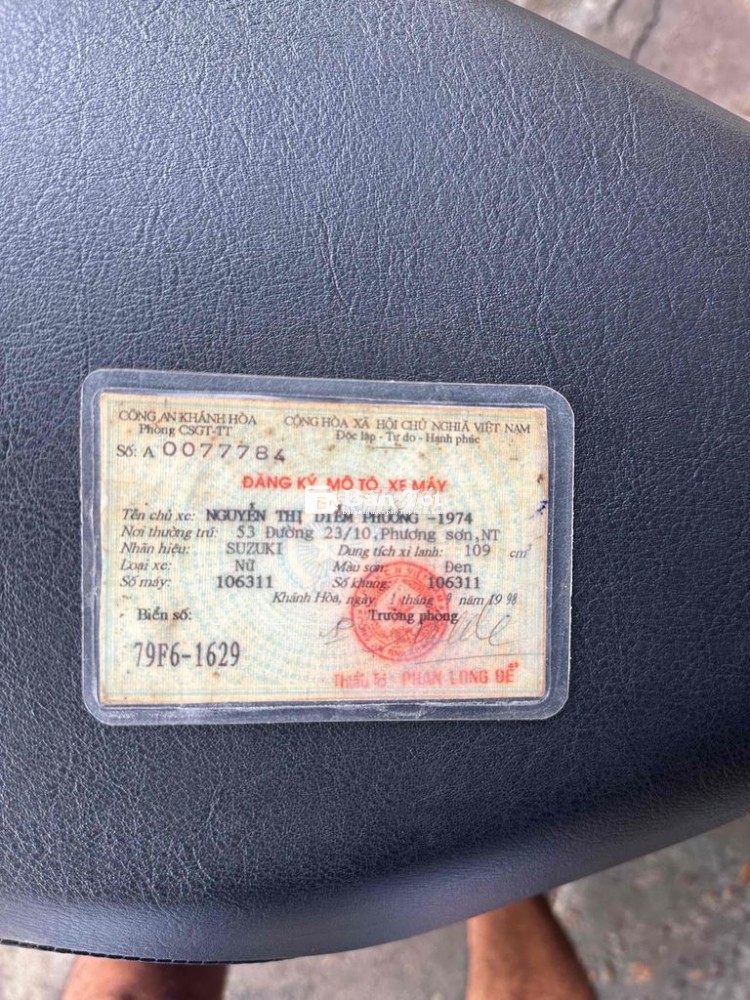 CÔNG AN KHÁNH HÒA
Phòng CSGT-TT
CỘNG HÒA XÃ HỘI CHỦ NGHĨA VIỆT NAM
Độc lập - Tự do - Hạnh phúc
Số: A 0077784
ĐĂNG KÝ MÔ TÔ, XE MÁY
Tên chủ xe: NGUYỄN THỊ DIỄM PHƯƠNG -1974
Nơi thường trú: 53 Đường 23/10,Phương sơn,NT
Nhãn hiệu: SUZUKI Dung tích xi lanh: 109 cm³
Loại xe: Nữ Màu sơn: Đen
Số máy: 106311 Số khung: 106311
Khánh Hòa, ngày 1 tháng 9 năm 1998
Biển số: Trưởng phòng
79F6-1629
PHAN LONG ĐỂ